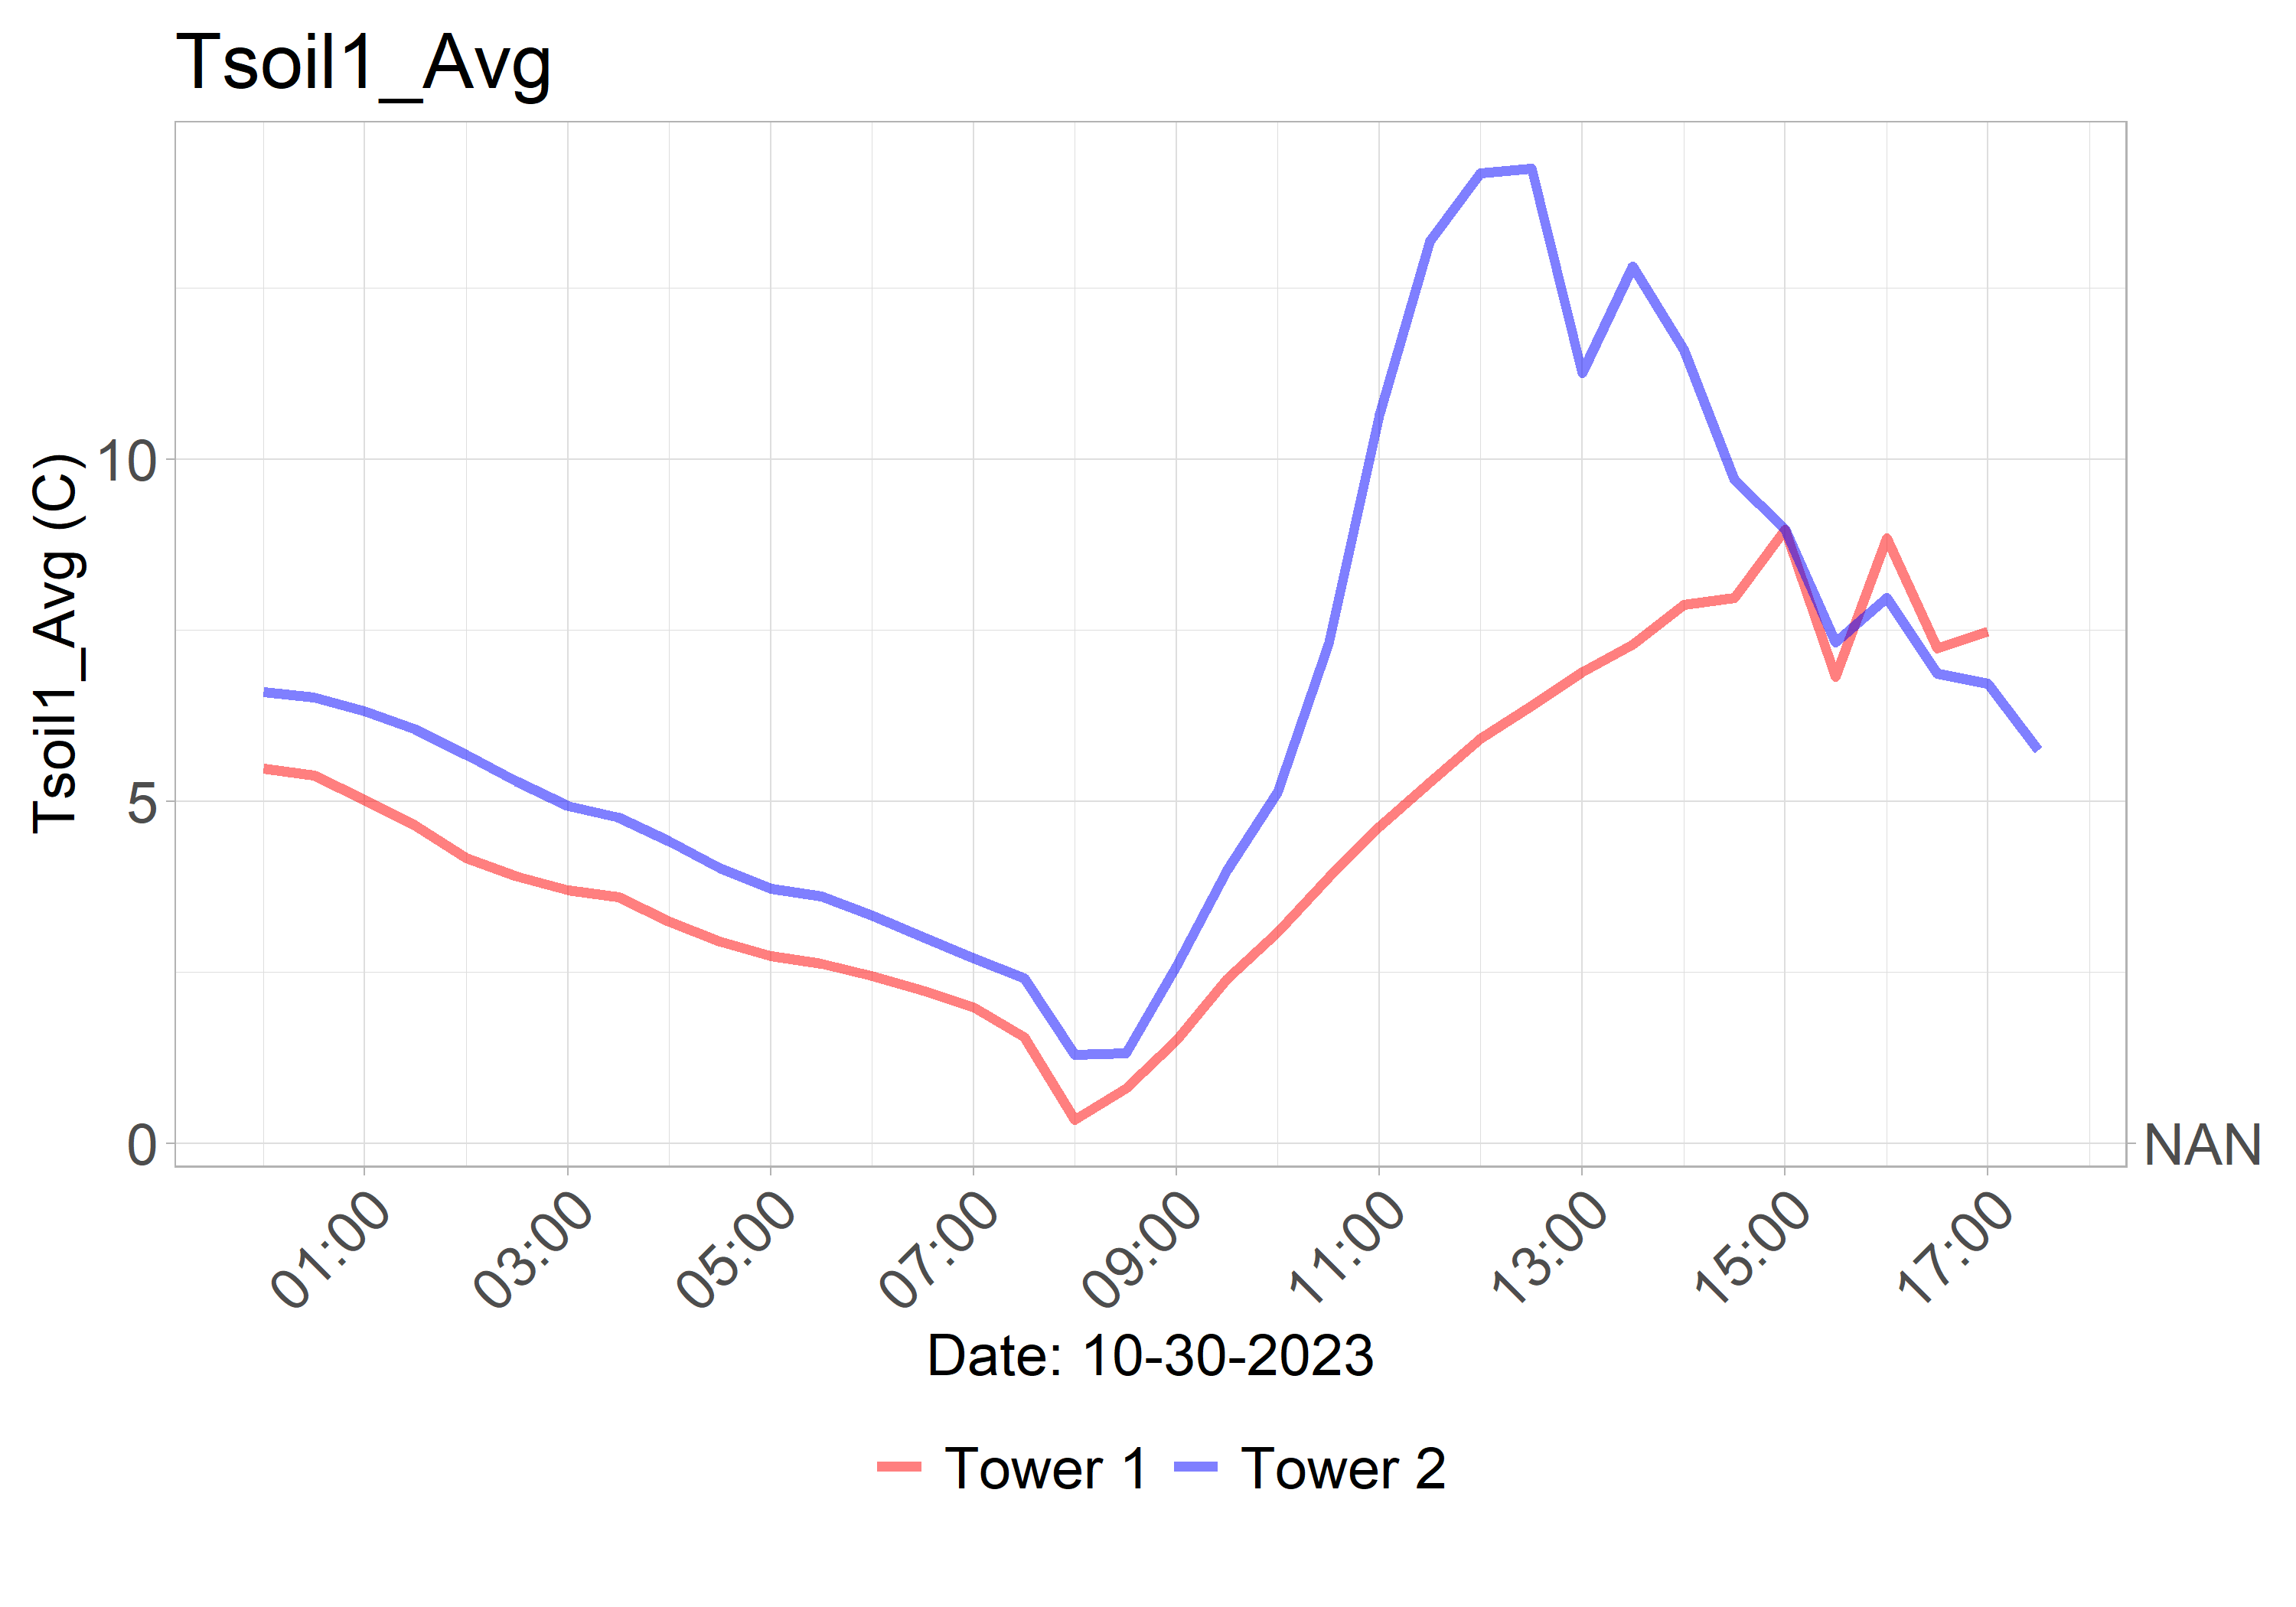 Tsoil1_Avg
Tsoil1_Avg (C)
10
5
0
NAN
01:00 03:00 05:00 07:00 09:00 11:00 13:00 15:00 17:00
Date: 10-30-2023
Tower 1 Tower 2